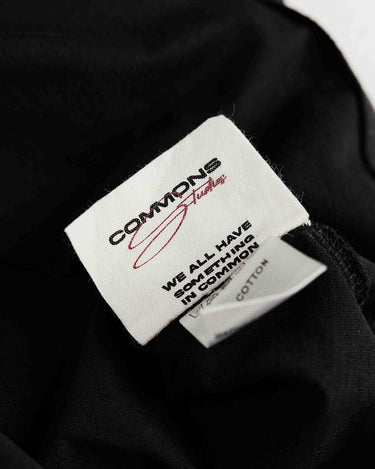 COMMONS
Studios
WE ALL HAVE
SOMETHING
IN COMMON
COTTON